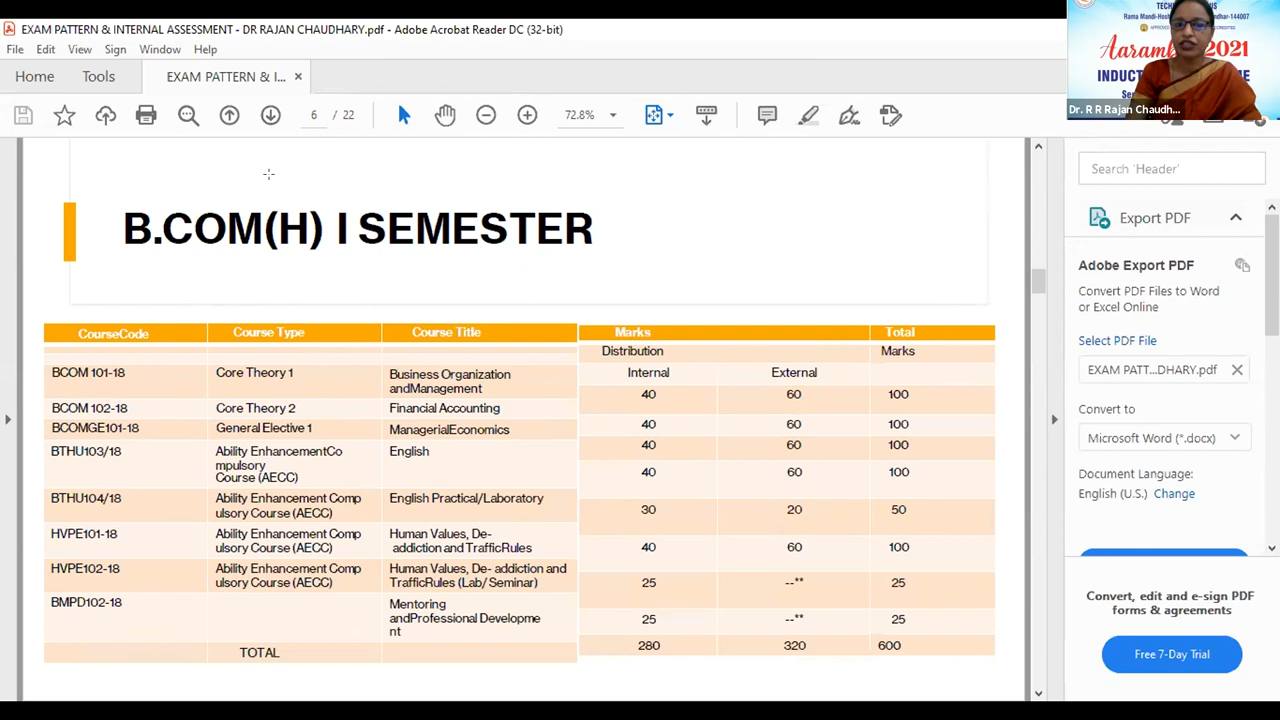 EXAM PATTERN & INTERNAL ASSESSMENT - DR RAJAN CHAUDHARY.pdf - Adobe Acrobat Reader DC (32-bit)
File Edit View Sign Window Help
Home Tools EXAM PATTERN & I... ×
6 / 22 72.8%
TECH
Rama Mandi-Hosh ndhar-144007
Aaramb 2021
INDUCT ME
Dr. R R Rajan Chaudh...
B.COM(H) I SEMESTER
CourseCode Course Type Course Title Marks Total
Distribution Marks
Internal External
BCOM 101-18 Core Theory 1 Business Organization
andManagement 40 60 100
BCOM 102-18 Core Theory 2 Financial Accounting 40 60 100
BCOMGE101-18 General Elective 1 ManagerialEconomics 40 60 100
BTHU103/18 Ability EnhancementCo English 40 60 100
mpulsory
Course (AECC)
BTHU104/18 Ability Enhancement Comp English Practical/Laboratory 30 20 50
ulsory Course (AECC)
HVPE101-18 Ability Enhancement Comp Human Values, De-
ulsory Course (AECC) addiction and TrafficRules 40 60 100
HVPE102-18 Ability Enhancement Comp Human Values, De- addiction and
ulsory Course (AECC) TrafficRules (Lab/ Seminar) 25 --** 25
BMPD102-18 Mentoring
andProfessional Developme 25 --** 25
nt
TOTAL 280 320 600
Search 'Header'
Export PDF
Adobe Export PDF
Convert PDF Files to Word
or Excel Online
Select PDF File
EXAM PATT...DHARY.pdf ×
Convert to
Microsoft Word (*.docx)
Document Language:
English (U.S.) Change
Convert, edit and e-sign PDF
forms & agreements
Free 7-Day Trial